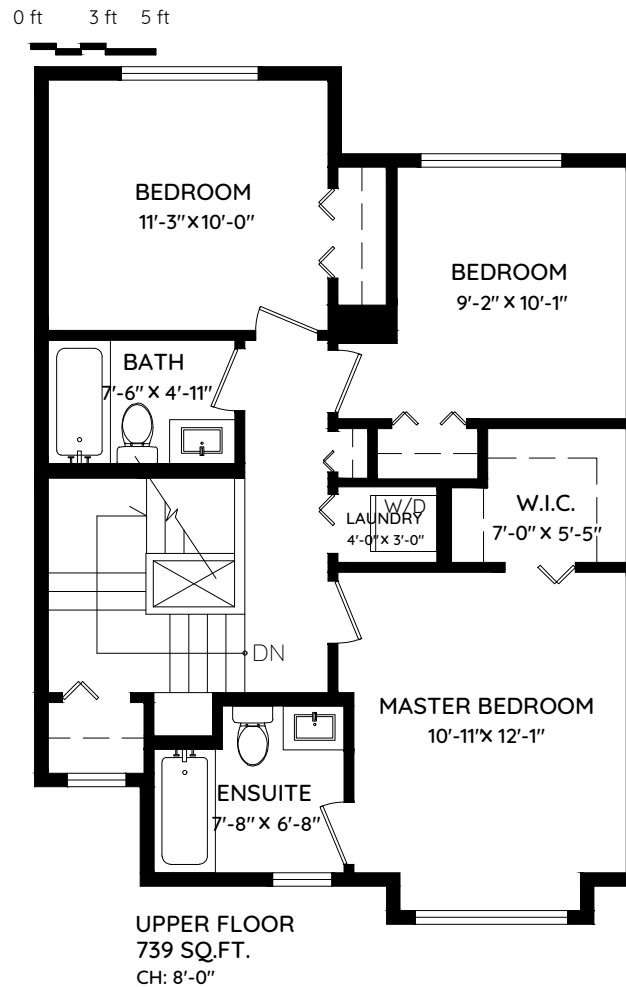 0 ft 3 ft 5 ft
BEDROOM
11'-3" X 10'-0"
BEDROOM
9'-2" X 10'-1"
BATH
7'-6" X 4'-11"
W/D
LAUNDRY
4'-0" X 3'-0"
W.I.C.
7'-0" X 5'-5"
DN
MASTER BEDROOM
10'-11" X 12'-1"
ENSUITE
7'-8" X 6'-8"
UPPER FLOOR
739 SQ.FT.
CH: 8'-0"